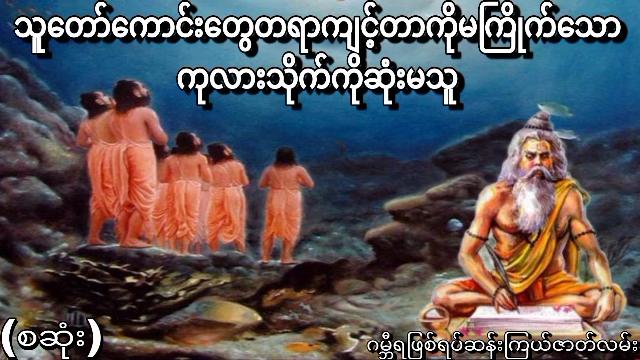 သူတော်ကောင်းတွေတရာကျင့်တာကိုမကြိုက်သော
ကုလားသိုက်ကိုဆုံးမသူ
(စဆုံး)
ဂမ္ဘီရဖြစ်ရပ်ဆန်းကြယ်ဇာတ်လမ်း